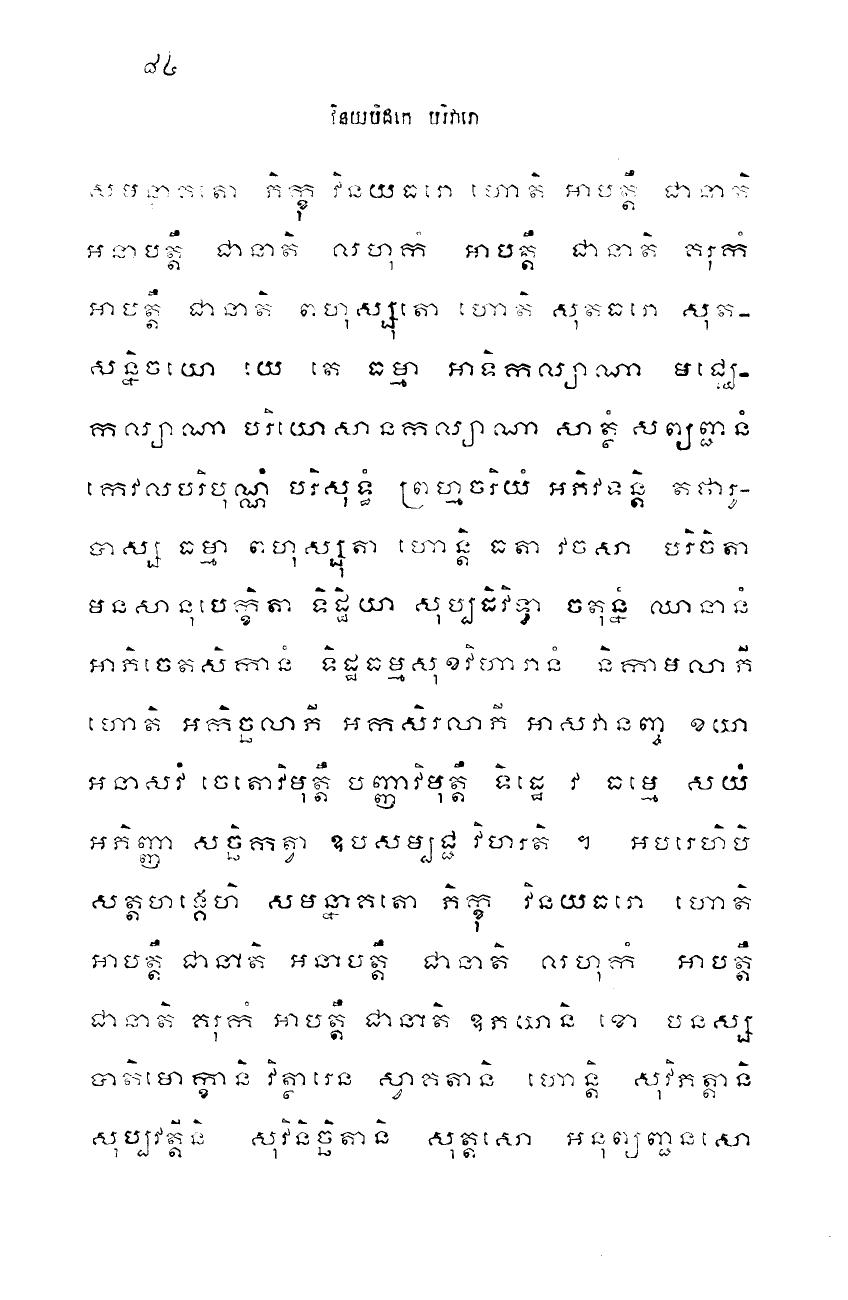 ៨៤
វិនយបិដកេ បរិវារោ
សមន្នាគតោ ភិក្ខុ វិនយធរោ ហោតិ អាបត្តឹ ជានាតិ
អនាបត្តឹ ជានាតិ លហុកំ អាបត្តឹ ជានាតិ គរុកំ
អាបត្តឹ ជានាតិ ពហុស្សុតោ ហោតិ សុតធរោ សុត-
សន្និចយោ យេ តេ ធម្មា អាទិកល្យាណា មជ្ឈេ-
កល្យាណា បរិយោសានកល្យាណា សាត្ថំ សព្យញ្ជនំ
កេវលបរិបុណ្ណំ បរិសុទ្ធំ ព្រហ្មចរិយំ អភិវទន្តិ តថារូ-
បាស្ស ធម្មា ពហុស្សុតា ហោន្តិ ធតា វចសា បរិចិតា
មនសានុបេក្ខិតា ទិដ្ឋិយា សុប្បដិវិទ្ធា ចតុន្នំ ឈានានំ
អាភិចេតសិកានំ ទិដ្ឋធម្មសុខវិហារានំ និកាមលាភី
ហោតិ អកិច្ឆលាភី អកសិរលាភី អាសវានញ្ច ខយា
អនាសវំ ចេតោវិមុត្តឹ បញ្ញាវិមុត្តឹ ទិដ្ឋេ វ ធម្មេ សយំ
អភិញ្ញា សច្ឆិកត្វា ឧបសម្បជ្ជ វិហរតិ ។ អបរេហិបិ
សត្តហង្គេហិ សមន្នាគតោ ភិក្ខុ វិនយធរោ ហោតិ
អាបត្តឹ ជានាតិ អនាបត្តឹ ជានាតិ លហុកំ អាបត្តឹ
ជានាតិ គរុកំ អាបត្តឹ ជានាតិ ឧភយានិ ខោ បនស្ស
បាតិមោក្ខានិ វិត្ថារេន ស្វាគតានិ ហោន្តិ សុវិភត្តានិ
សុប្បវត្តីនិ សុវិនិច្ឆិតានិ សុត្តសោ អនុព្យញ្ជនសោ